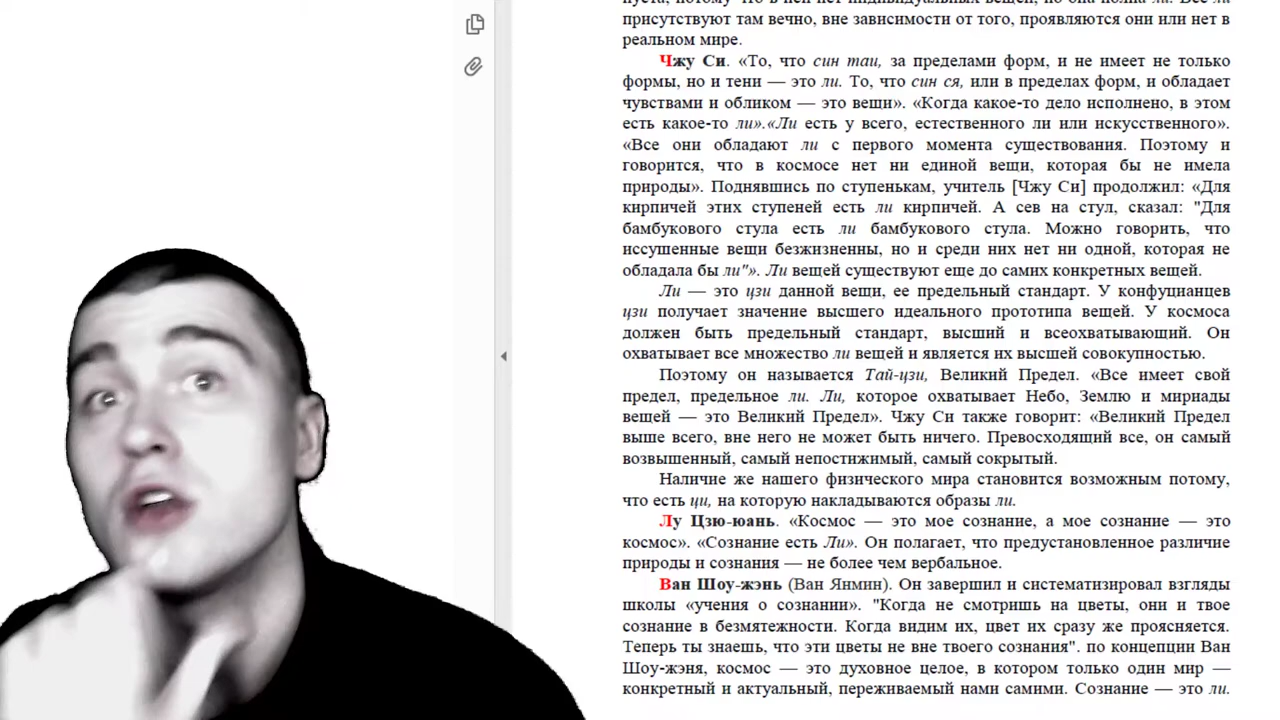 пуста, потому что в ней нет индивидуальных вещей, но она полна ли. Все ли
присутствуют там вечно, вне зависимости от того, проявляются они или нет в
реальном мире.
Чжу Си. «То, что син таи, за пределами форм, и не имеет не только
формы, но и тени — это ли. То, что син ся, или в пределах форм, и обладает
чувствами и обликом — это вещи». «Когда какое-то дело исполнено, в этом
есть какое-то ли».«Ли есть у всего, естественного ли или искусственного».
«Все они обладают ли с первого момента существования. Поэтому и
говорится, что в космосе нет ни единой вещи, которая бы не имела
природы». Поднявшись по ступенькам, учитель [Чжу Си] продолжил: «Для
кирпичей этих ступеней есть ли кирпичей. А сев на стул, сказал: "Для
бамбукового стула есть ли бамбукового стула. Можно говорить, что
иссушенные вещи безжизненны, но и среди них нет ни одной, которая не
обладала бы ли"». Ли вещей существуют еще до самих конкретных вещей.
Ли — это цзи данной вещи, ее предельный стандарт. У конфуцианцев
цзи получает значение высшего идеального прототипа вещей. У космоса
должен быть предельный стандарт, высший и всеохватывающий. Он
охватывает все множество ли вещей и является их высшей совокупностью.
Поэтому он называется Тай-цзи, Великий Предел. «Все имеет свой
предел, предельное ли. Ли, которое охватывает Небо, Землю и мириады
вещей — это Великий Предел». Чжу Си также говорит: «Великий Предел
выше всего, вне него не может быть ничего. Превосходящий все, он самый
возвышенный, самый непостижимый, самый сокрытый.
Наличие же нашего физического мира становится возможным потому,
что есть ци, на которую накладываются образы ли.
Лу Цзю-юань. «Космос — это мое сознание, а мое сознание — это
космос». «Сознание есть Ли». Он полагает, что предустановленное различие
природы и сознания — не более чем вербальное.
Ван Шоу-жэнь (Ван Янмин). Он завершил и систематизировал взгляды
школы «учения о сознании». "Когда не смотришь на цветы, они и твое
сознание в безмятежности. Когда видим их, цвет их сразу же проясняется.
Теперь ты знаешь, что эти цветы не вне твоего сознания". по концепции Ван
Шоу-жэня, космос — это духовное целое, в котором только один мир —
конкретный и актуальный, переживаемый нами самими. Сознание — это ли.